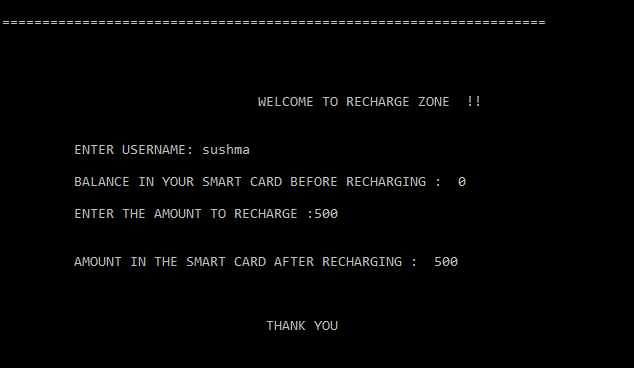 ====================================================================
WELCOME TO RECHARGE ZONE  !!
ENTER USERNAME: sushma
BALANCE IN YOUR SMART CARD BEFORE RECHARGING :  0
ENTER THE AMOUNT TO RECHARGE :500
AMOUNT IN THE SMART CARD AFTER RECHARGING :  500
THANK YOU